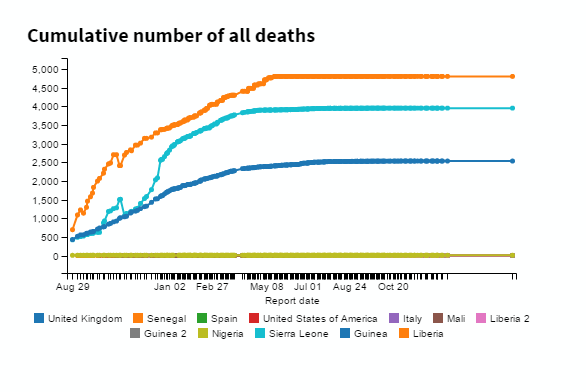 Cumulative number of all deaths
5,000
4,500
4,000
3,500
3,000
2,500
2,000
1,500
1,000
500
0
Aug 29 Jan 02 Feb 27 May 08 Jul 01 Aug 24 Oct 20
Report date
United Kingdom Senegal Spain United States of America Italy Mali Liberia 2
Guinea 2 Nigeria Sierra Leone Guinea Liberia